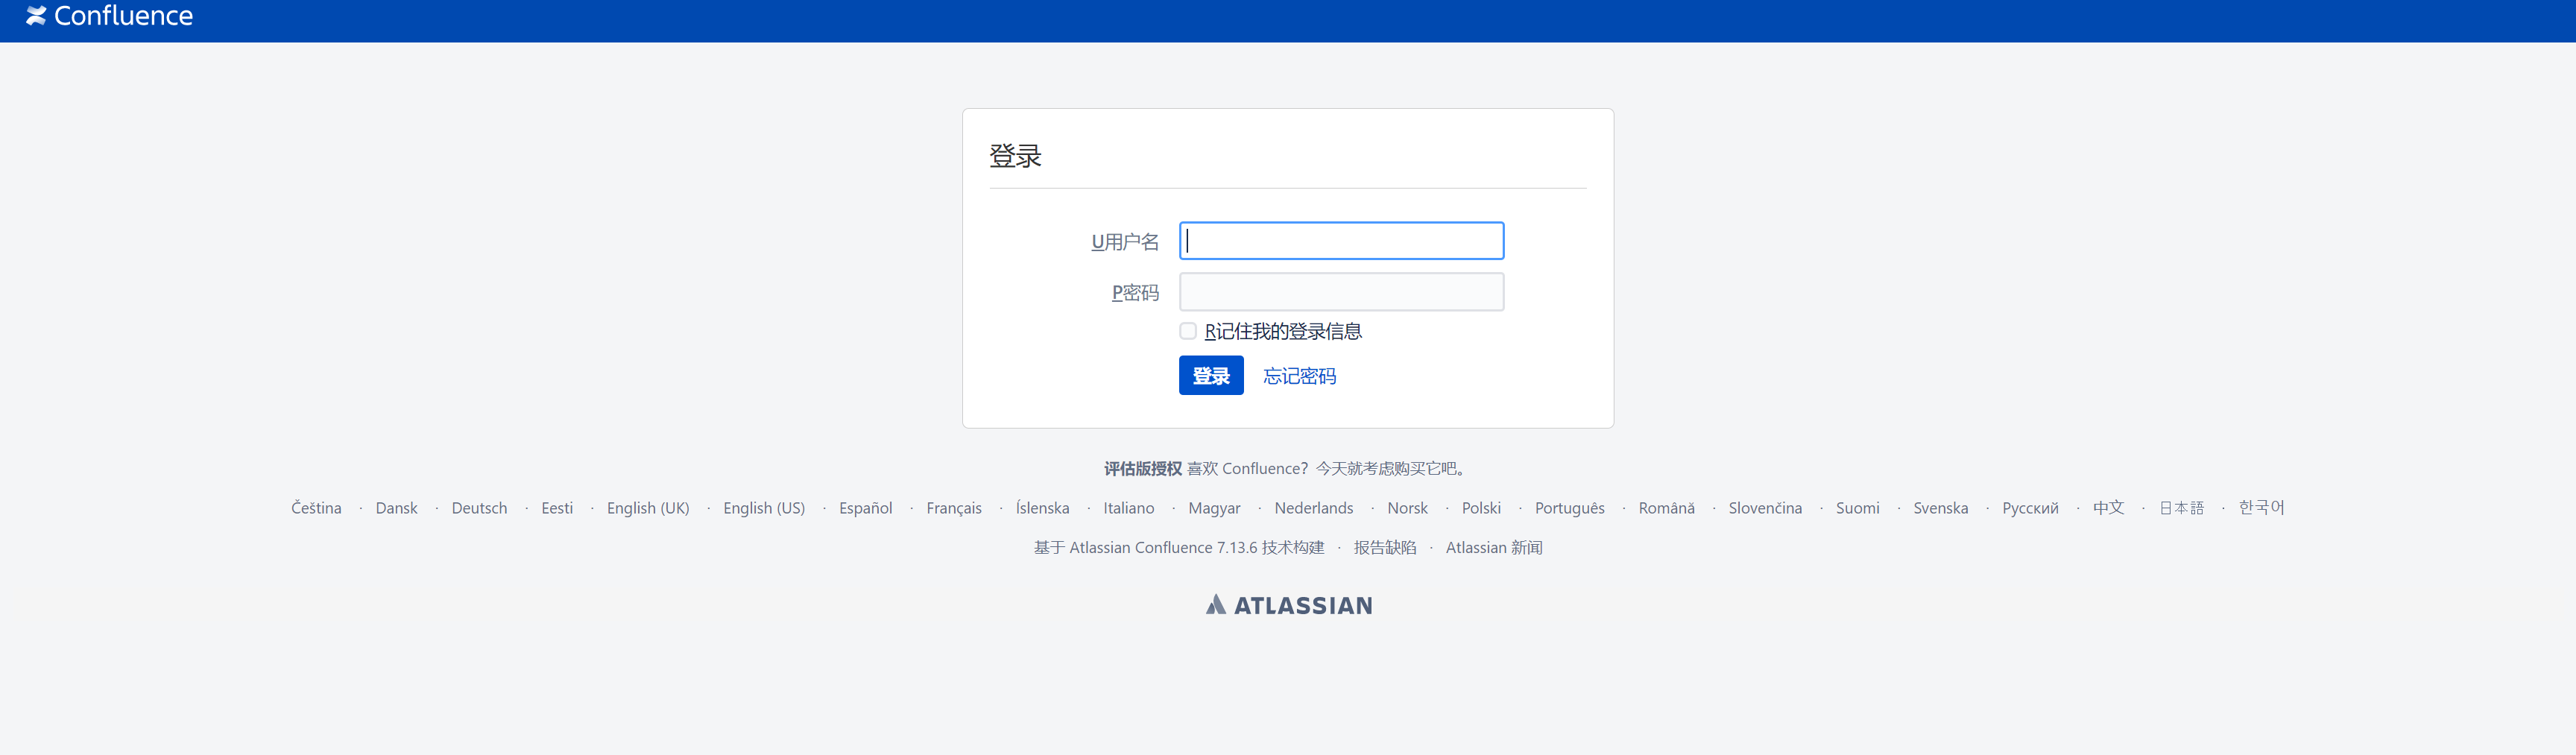 Confluence
登录
U用户名
P密码
R记住我的登录信息
登录 忘记密码
评估版授权 喜欢 Confluence？今天就考虑购买它吧。
Čeština · Dansk · Deutsch · Eesti · English (UK) · English (US) · Español · Français · Íslenska · Italiano · Magyar · Nederlands · Norsk · Polski · Português · Română · Slovenčina · Suomi · Svenska · Русский · 中文 · 日本語 · 한국어
基于 Atlassian Confluence 7.13.6 技术构建 · 报告缺陷 · Atlassian 新闻
ATLASSIAN